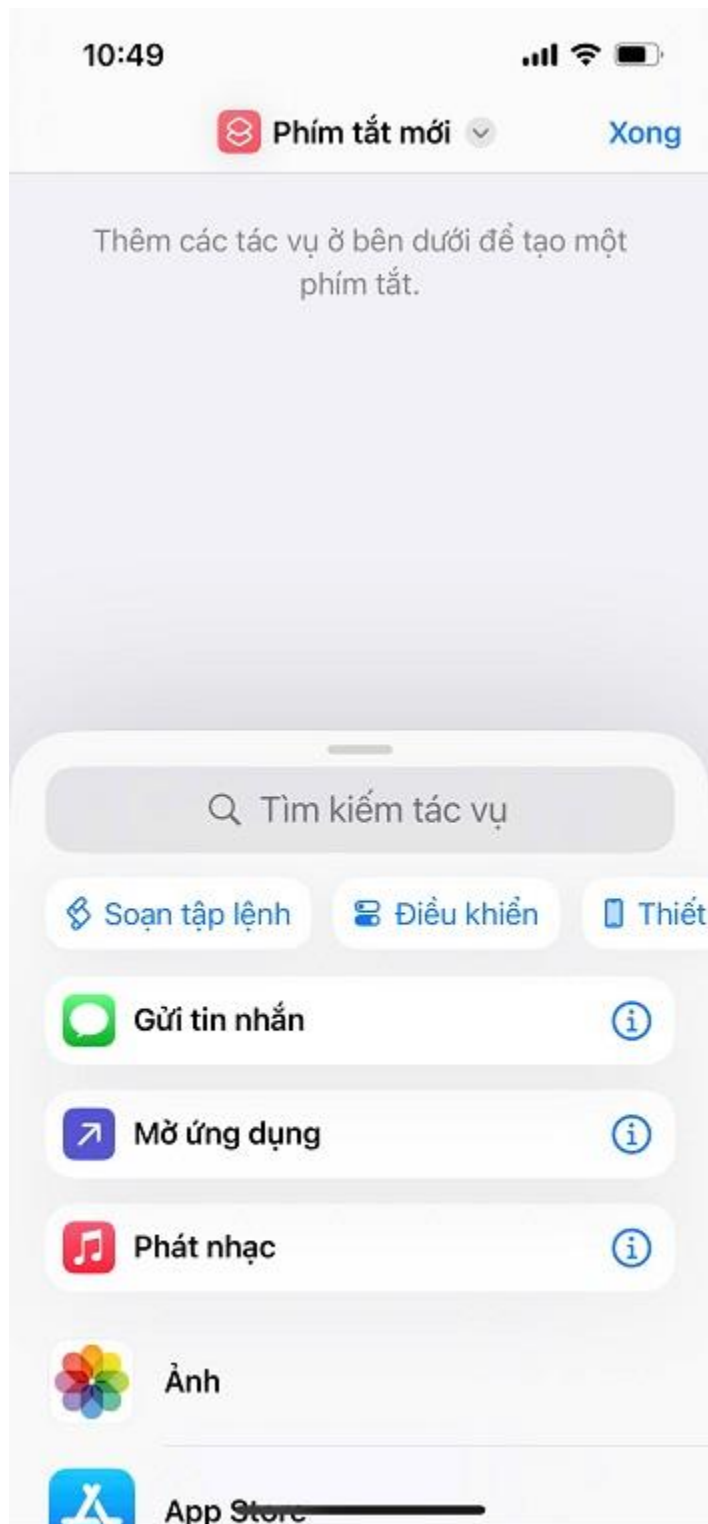 10:49
Phím tắt mới
Xong
Thêm các tác vụ ở bên dưới để tạo một
phím tắt.
Tìm kiếm tác vụ
Soạn tập lệnh
Điều khiển
Thiết
Gửi tin nhắn
Mở ứng dụng
Phát nhạc
Ảnh
App Store